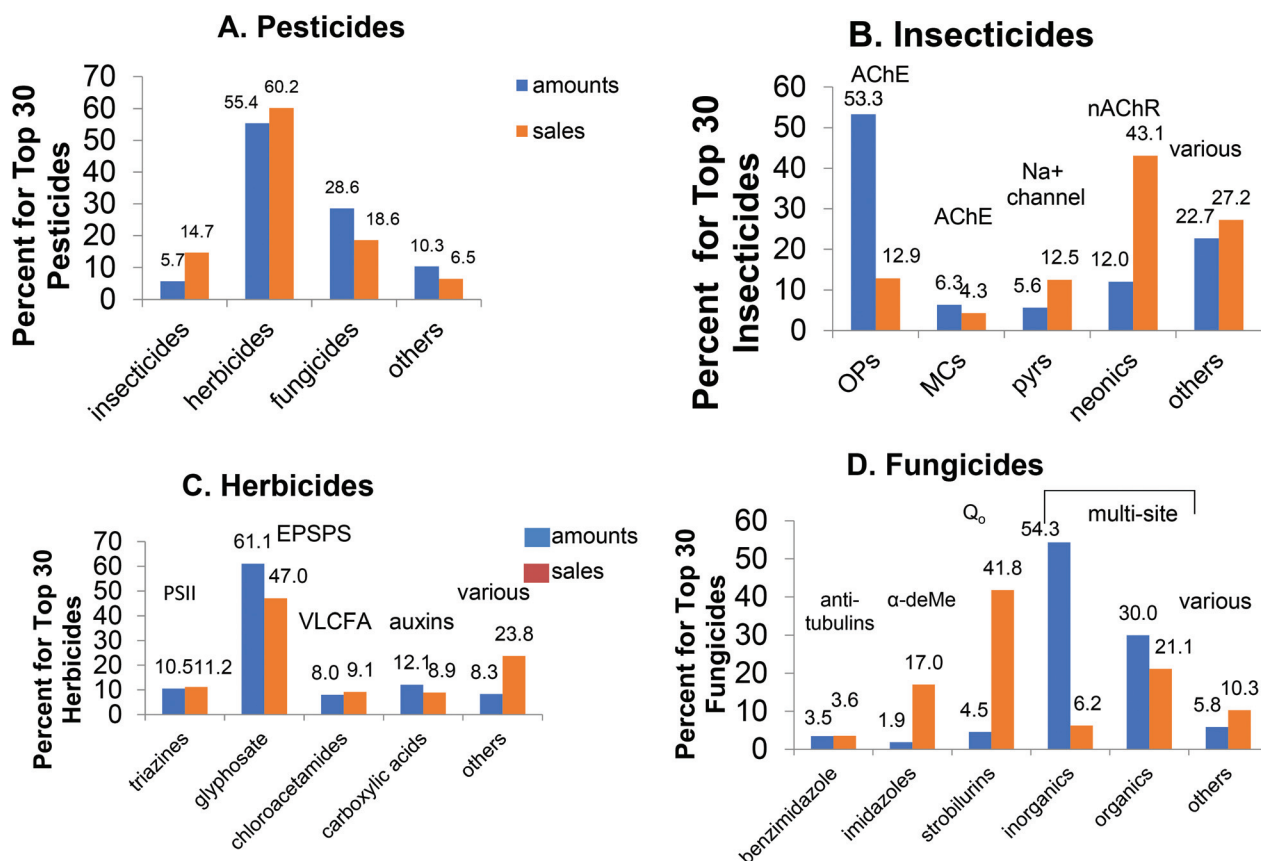 A. Pesticides
Percent for Top 30
Pesticides
70
60
50
40
30
20
10
0
5.7
14.7
55.4
60.2
28.6
18.6
10.3
6.5
amounts
sales
insecticides
herbicides
fungicides
others
B. Insecticides
Percent for Top 30
Insecticides
60
50
40
30
20
10
0
AChE
53.3
12.9
AChE
6.3
4.3
Na+
channel
5.6
12.5
nAChR
12.0
43.1
various
22.7
27.2
OPs
MCs
pyrs
neonics
others
C. Herbicides
Percent for Top 30
Herbicides
70
60
50
40
30
20
10
0
PSII
10.5
11.2
EPSPS
61.1
47.0
VLCFA
8.0
9.1
auxins
12.1
8.9
various
8.3
23.8
amounts
sales
triazines
glyphosate
chloroacetamides
carboxylic acids
others
D. Fungicides
Percent for Top 30
Fungicides
60
50
40
30
20
10
0
anti-
tubulins
3.5
3.6
α-deMe
1.9
17.0
Qo
4.5
41.8
multi-site
54.3
6.2
30.0
21.1
various
5.8
10.3
benzimidazole
imidazoles
strobilurins
inorganics
organics
others